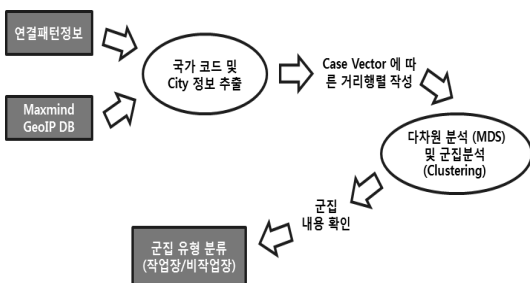 연결패턴정보
Maxmind
GeoIP DB
국가 코드 및
City 정보 추출
Case Vector 에 따
른 거리행렬 작성
다차원 분석 (MDS)
및 군집분석
(Clustering)
군집
내용 확인
군집 유형 분류
(작업장/비작업장)